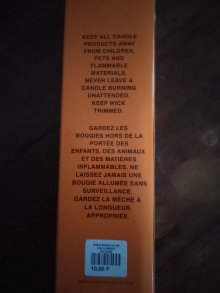 KEEP ALL CANDLE
PRODUCTS AWAY
FROM CHILDREN,
PETS AND
FLAMMABLE
MATERIALS.
NEVER LEAVE A
CANDLE BURNING
UNATTENDED.
KEEP WICK
TRIMMED.
GARDEZ LES
BOUGIES HORS DE LA
PORTÉE DES
ENFANTS, DES ANIMAUX
ET DES MATIÈRES
INFLAMMABLES. NE
LAISSEZ JAMAIS UNE
BOUGIE ALLUMÉE SANS
SURVEILLANCE.
GARDEZ LA MÈCHE À
LA LONGUEUR
APPROPRIÉE.
10,95 F